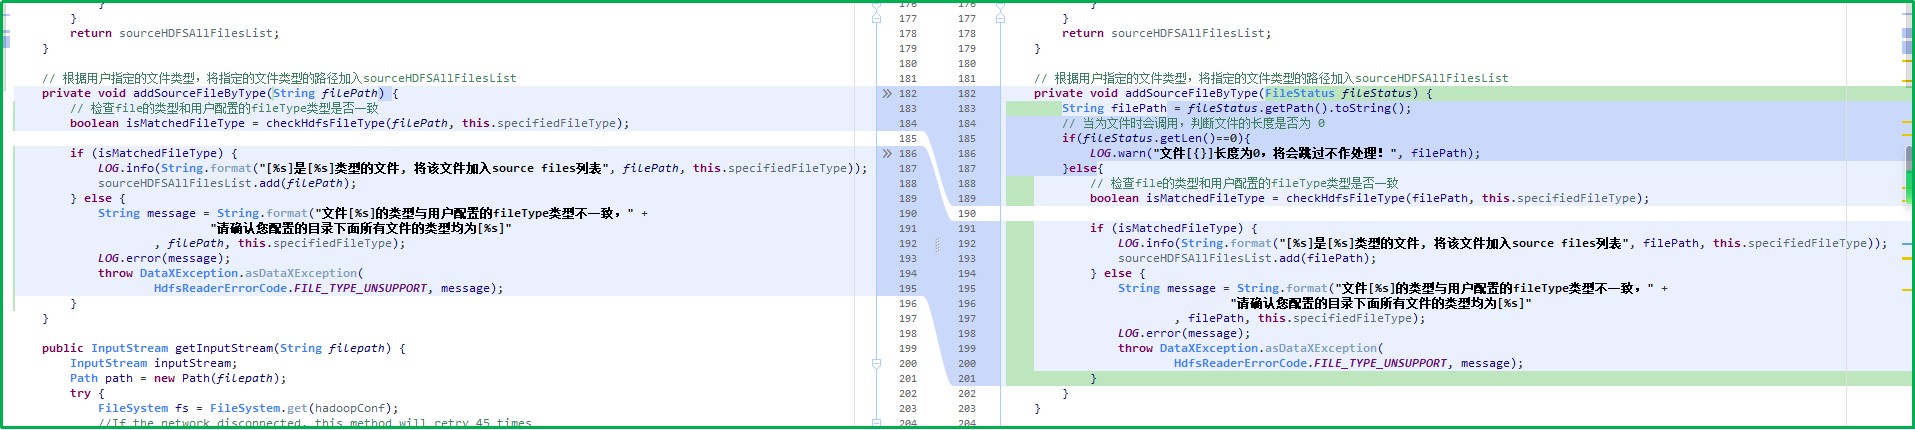 }
}
return sourceHDFSAllFilesList;
}
// 根据用户指定的文件类型，将指定的文件类型的路径加入sourceHDFSAllFilesList
private void addSourceFileByType(String filePath) {
// 检查file的类型和用户配置的fileType类型是否一致
boolean isMatchedFileType = checkHdfsFileType(filePath, this.specifiedFileType);
if (isMatchedFileType) {
LOG.info(String.format("[%s]是[%s]类型的文件, 将该文件加入source files列表", filePath, this.specifiedFileType));
sourceHDFSAllFilesList.add(filePath);
} else {
String message = String.format("文件[%s]的类型与用户配置的fileType类型不一致，" +
"请确认您配置的目录下面所有文件的类型均为[%s]"
, filePath, this.specifiedFileType);
LOG.error(message);
throw DataXException.asDataXException(
HdfsReaderErrorCode.FILE_TYPE_UNSUPPORT, message);
}
}
public InputStream getInputStream(String filepath) {
InputStream inputStream;
Path path = new Path(filepath);
try {
FileSystem fs = FileSystem.get(hadoopConf);
//If the network disconnected, this method will retry 45 times
176 176
177 177
178 178
179 179
180 180
181 181
182 182
183 183
184 184
185 185
186 186
187 187
188 188
189 189
190 190
191 191
192 192
193 193
194 194
195 195
196 196
197 197
198 198
199 199
200 200
201 201
202 202
203 203
204 204
}
}
return sourceHDFSAllFilesList;
}
// 根据用户指定的文件类型，将指定的文件类型的路径加入sourceHDFSAllFilesList
private void addSourceFileByType(FileStatus fileStatus) {
String filePath = fileStatus.getPath().toString();
// 当为文件时会调用，判断文件的长度是否为 0
if(fileStatus.getLen()==0){
LOG.warn("文件[{}]长度为0，将会跳过不作处理！", filePath);
}else{
// 检查file的类型和用户配置的fileType类型是否一致
boolean isMatchedFileType = checkHdfsFileType(filePath, this.specifiedFileType);
if (isMatchedFileType) {
LOG.info(String.format("[%s]是[%s]类型的文件, 将该文件加入source files列表", filePath, this.specifiedFileType));
sourceHDFSAllFilesList.add(filePath);
} else {
String message = String.format("文件[%s]的类型与用户配置的fileType类型不一致，" +
"请确认您配置的目录下面所有文件的类型均为[%s]"
, filePath, this.specifiedFileType);
LOG.error(message);
throw DataXException.asDataXException(
HdfsReaderErrorCode.FILE_TYPE_UNSUPPORT, message);
}
}
}